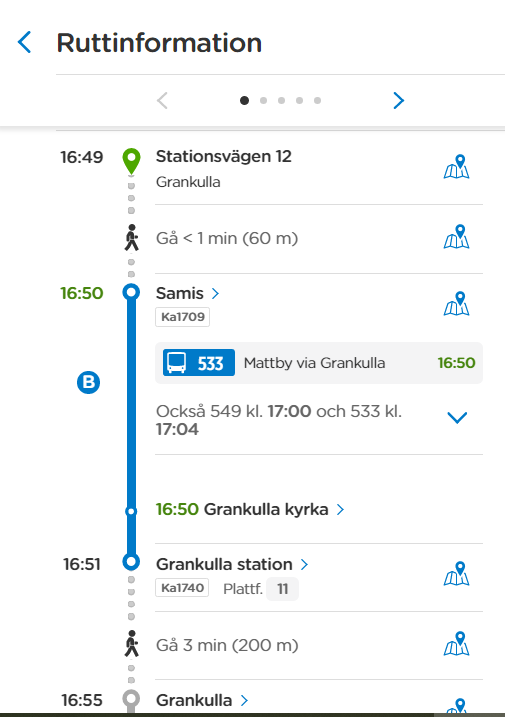 Ruttinformation
16:49 Stationsvägen 12
Grankulla
Gå < 1 min (60 m)
16:50 Samis
Ka1709
533 Mattby via Grankulla 16:50
B
Också 549 kl. 17:00 och 533 kl.
17:04
16:50 Grankulla kyrka
16:51 Grankulla station
Ka1740 Plattf. 11
Gå 3 min (200 m)
16:55 Grankulla